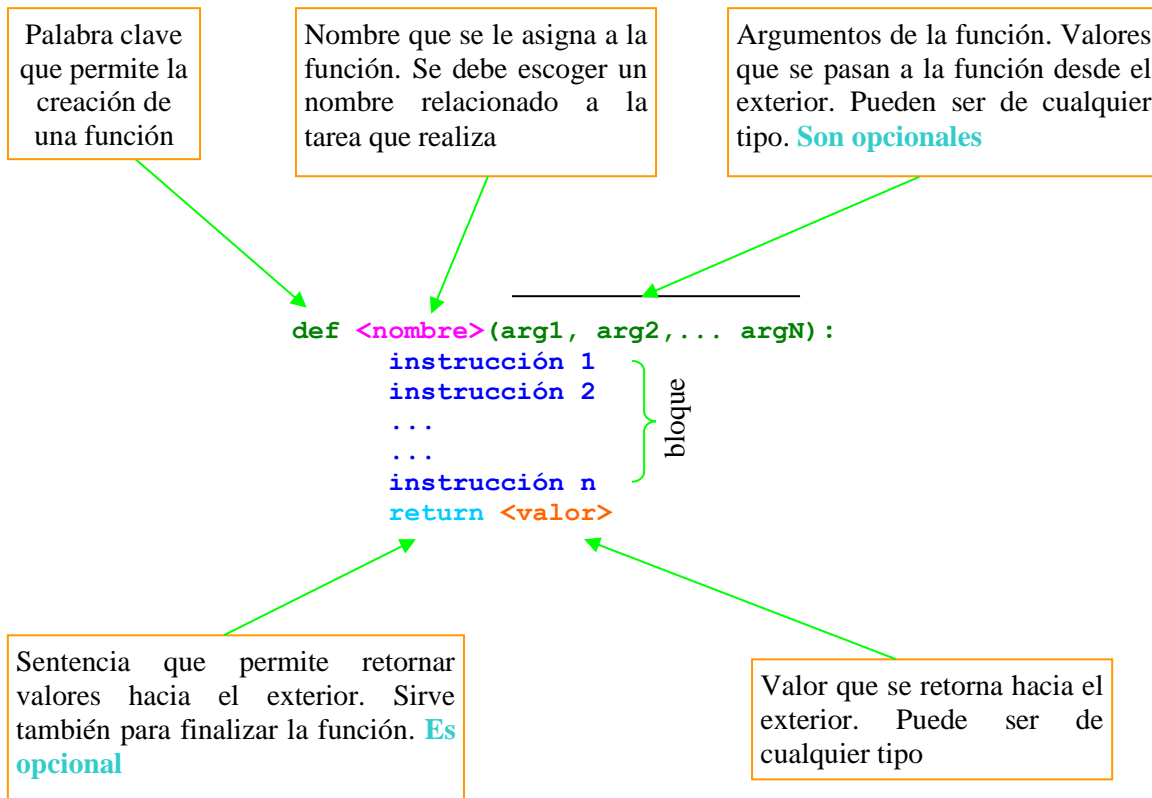 Palabra clave
que permite la
creación de
una función
Nombre que se le asigna a la
función. Se debe escoger un
nombre relacionado a la
tarea que realiza
Argumentos de la función. Valores
que se pasan a la función desde el
exterior. Pueden ser de cualquier
tipo. Son opcionales
def <nombre>(arg1, arg2,... argN):
instrucción 1
instrucción 2
...
...
instrucción n
return <valor>
bloque
Sentencia que permite retornar
valores hacia el exterior. Sirve
también para finalizar la función. Es
opcional
Valor que se retorna hacia el
exterior. Puede ser de
cualquier tipo